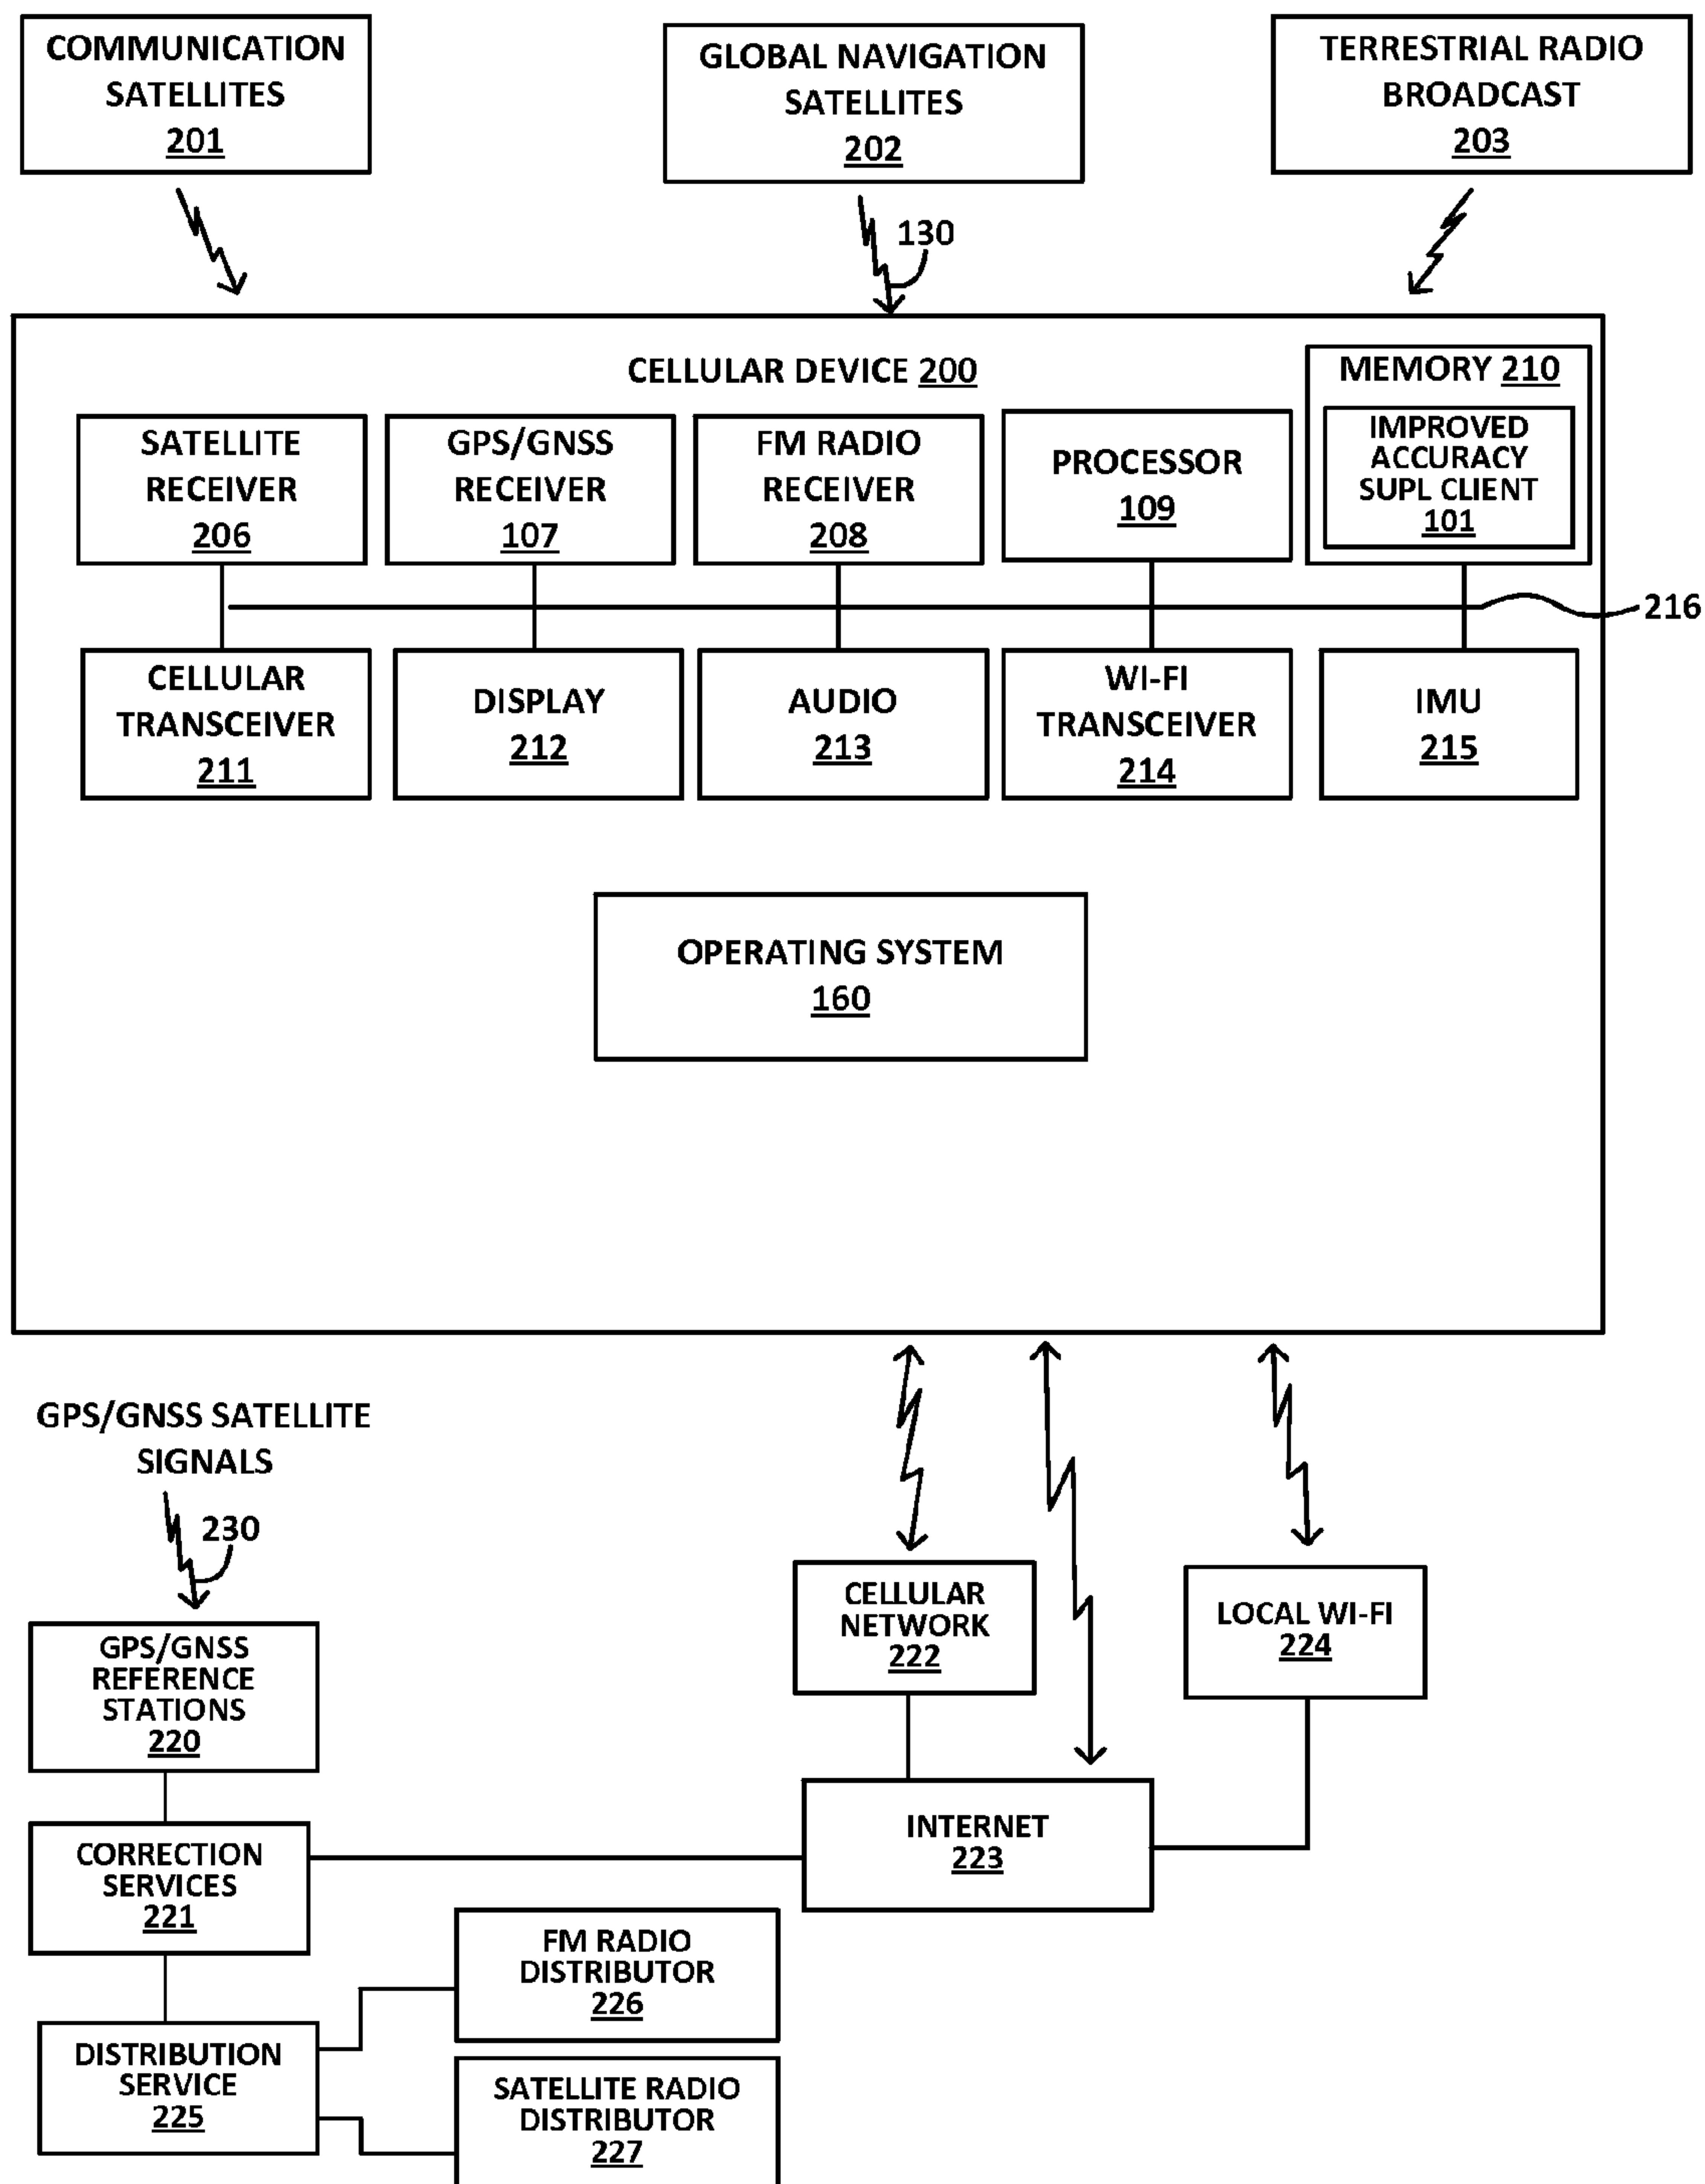 COMMUNICATION
SATELLITES
201
GLOBAL NAVIGATION
SATELLITES
202
TERRESTRIAL RADIO
BROADCAST
203
130
CELLULAR DEVICE 200
MEMORY 210
IMPROVED
ACCURACY
SUPL CLIENT
101
SATELLITE
RECEIVER
206
GPS/GNSS
RECEIVER
107
FM RADIO
RECEIVER
208
PROCESSOR
109
216
CELLULAR
TRANSCEIVER
211
DISPLAY
212
AUDIO
213
WI-FI
TRANSCEIVER
214
IMU
215
OPERATING SYSTEM
160
GPS/GNSS SATELLITE
SIGNALS
230
GPS/GNSS
REFERENCE
STATIONS
220
CELLULAR
NETWORK
222
LOCAL WI-FI
224
CORRECTION
SERVICES
221
INTERNET
223
FM RADIO
DISTRIBUTOR
226
DISTRIBUTION
SERVICE
225
SATELLITE RADIO
DISTRIBUTOR
227